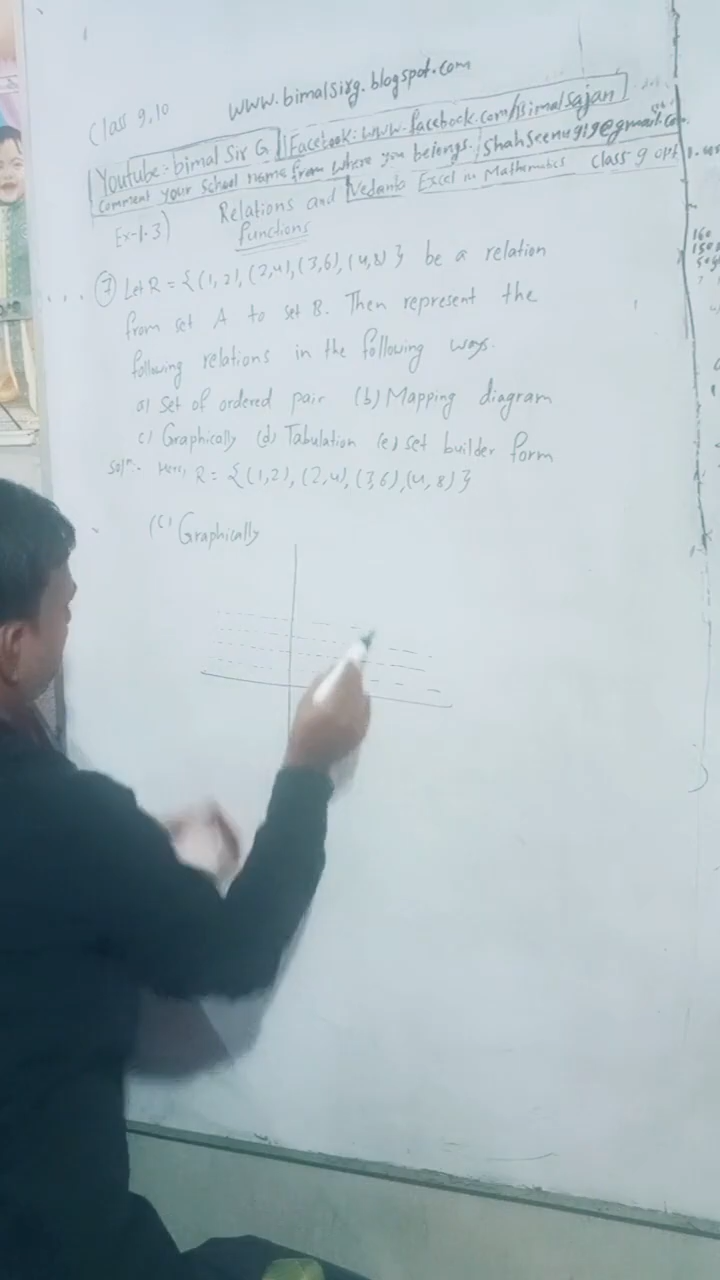 Class 9,10 www.bimalsirg.blogspot.com
Youtube: bimal Sir G Facebook: www.facebook.com/Bimalsajan
comment your School name from where you belongs.
Ex-1.3) Relations and functions Vedanta Excel in Mathematics class 9 opt
⑦ Let R = {(1,2), (2,4), (3,6), (4,8)} be a relation
from set A to set B. Then represent the
following relations in the following ways.
a) Set of ordered pair (b) Mapping diagram
c) Graphically (d) Tabulation (e) set builder form
Soln. Here, R = {(1,2), (2,4), (3,6), (4,8)}
(c) Graphically